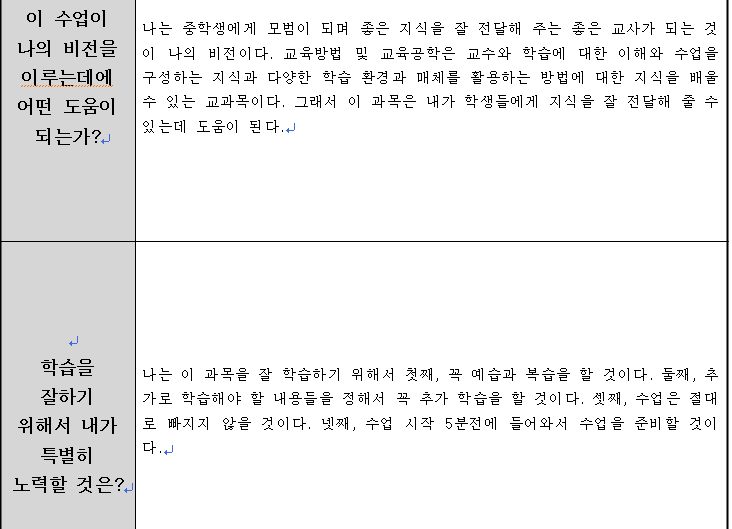 이 수업이
나의 비전을
이루는데에
어떤 도움이
되는가?
나는 중학생에게 모범이 되며 좋은 지식을 잘 전달해 주는 좋은 교사가 되는 것
이 나의 비전이다. 교육방법 및 교육공학은 교수와 학습에 대한 이해와 수업을
구성하는 지식과 다양한 학습 환경과 매체를 활용하는 방법에 대한 지식을 배울
수 있는 교과목이다. 그래서 이 과목은 내가 학생들에게 지식을 잘 전달해 줄 수
있는데 도움이 된다.
학습을
잘하기
위해서 내가
특별히
노력할 것은?
나는 이 과목을 잘 학습하기 위해서 첫째, 꼭 예습과 복습을 할 것이다. 둘째, 추
가로 학습해야 할 내용들을 정해서 꼭 추가 학습을 할 것이다. 셋째, 수업은 절대
로 빠지지 않을 것이다. 넷째, 수업 시작 5분전에 들어와서 수업을 준비할 것이
다.